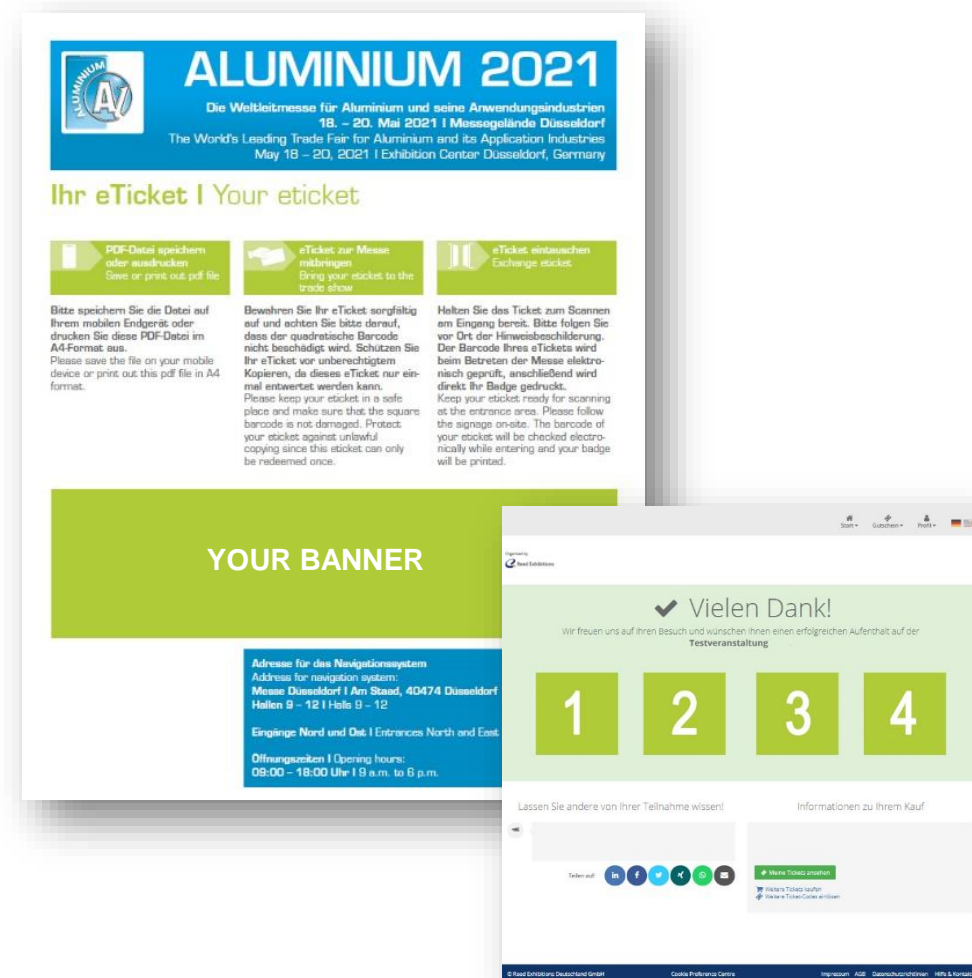 ALUMINIUM
ALUMINIUM 2021
Die Weltleitmesse für Aluminium und seine Anwendungsindustrien
18. – 20. Mai 2021 I Messegelände Düsseldorf
The World's Leading Trade Fair for Aluminium and its Application Industries
May 18 – 20, 2021 I Exhibition Center Düsseldorf, Germany
Ihr eTicket I Your eticket
PDF-Datei speichern
oder ausdrucken
Save or print out pdf file
Bitte speichern Sie die Datei auf
Ihrem mobilen Endgerät oder
drucken Sie diese PDF-Datei im
A4-Format aus.
Please save the file on your mobile
device or print out this pdf file in A4
format.
eTicket zur Messe
mitbringen
Bring your eticket to the
trade show
Bewahren Sie Ihr eTicket sorgfältig
auf und achten Sie bitte darauf,
dass der quadratische Barcode
nicht beschädigt wird. Schützen Sie
Ihr eTicket vor unberechtigtem
Kopieren, da dieses eTicket nur ein-
mal entwertet werden kann.
Please keep your eticket in a safe
place and make sure that the square
barcode is not damaged. Protect
your eticket against unlawful
copying since this eticket can only
be redeemed once.
eTicket eintauschen
Exchange eticket
Halten Sie das Ticket zum Scannen
am Eingang bereit. Bitte folgen Sie
vor Ort der Hinweisbeschilderung.
Der Barcode Ihres eTickets wird
beim Betreten der Messe elektro-
nisch geprüft, anschließend wird
direkt Ihr Badge gedruckt.
Keep your eticket ready for scanning
at the entrance area. Please follow
the signage on-site. The barcode of
your eticket will be checked electro-
nically while entering and your badge
will be printed.
YOUR BANNER
Adresse für das Navigationssystem
Address for navigation system:
Messe Düsseldorf I Am Staad, 40474 Düsseldorf
Hallen 9 – 12 I Halls 9 – 12
Eingänge Nord und Ost I Entrances North and East
Öffnungszeiten I Opening hours:
09:00 – 18:00 Uhr I 9 a.m. to 6 p.m.
Start Gutschein Profil
Organised by
Reed Exhibitions
Vielen Dank!
Wir freuen uns auf Ihren Besuch und wünschen Ihnen einen erfolgreichen Aufenthalt auf der
Testveranstaltung
1 2 3 4
Lassen Sie andere von Ihrer Teilnahme wissen!
Teilen auf:
Informationen zu Ihrem Kauf
Meine Tickets ansehen
Weitere Tickets kaufen
Weitere Ticket-Codes einlösen
© Reed Exhibitions Deutschland GmbH Cookie Preference Centre Impressum AGB Datenschutzrichtlinien Hilfe & Kontakt